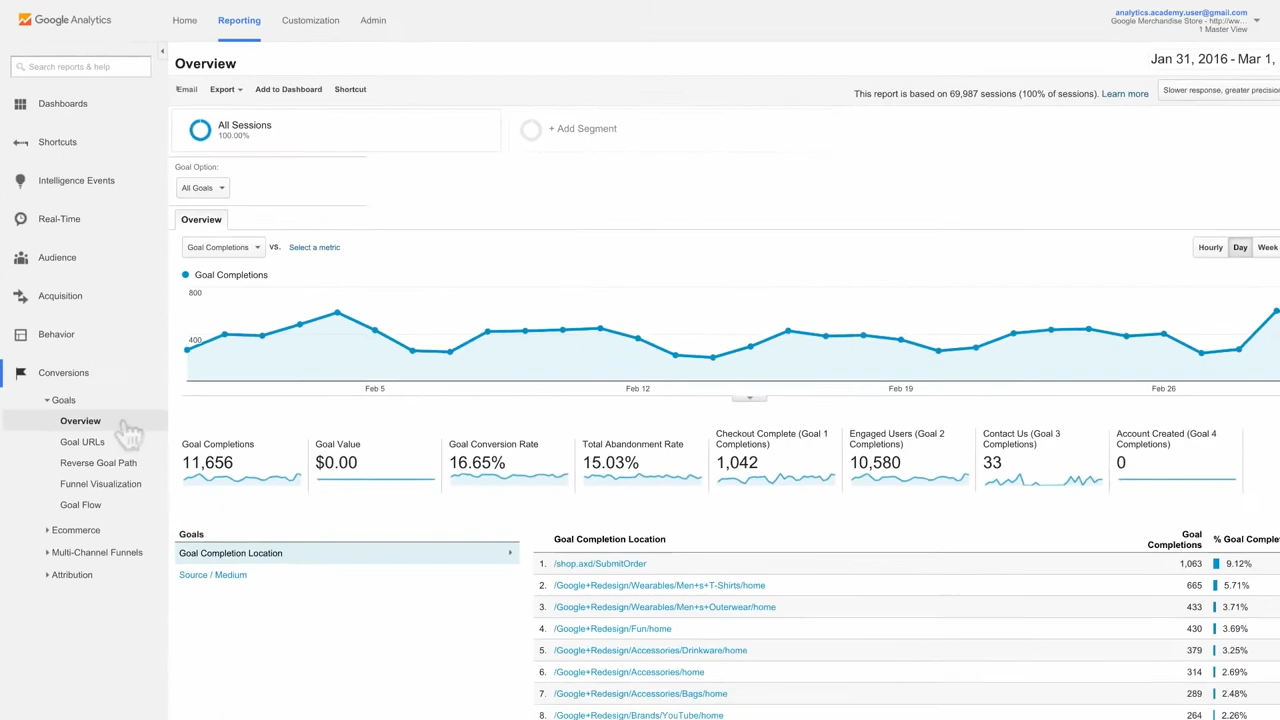 Google Analytics
Home Reporting Customization Admin
analytics.academy.user@gmail.com
Google Merchandise Store - http://www...
1 Master View
Search reports & help
Dashboards
Shortcuts
Intelligence Events
Real-Time
Audience
Acquisition
Behavior
Conversions
Goals
Overview
Goal URLs
Reverse Goal Path
Funnel Visualization
Goal Flow
Ecommerce
Multi-Channel Funnels
Attribution
Overview
Jan 31, 2016 - Mar 1,
Email Export Add to Dashboard Shortcut
This report is based on 69,987 sessions (100% of sessions). Learn more
Slower response, greater precision
All Sessions
100.00%
+ Add Segment
Goal Option:
All Goals
Overview
Goal Completions VS. Select a metric
Hourly Day Week
Goal Completions
800
400
Feb 5 Feb 12 Feb 19 Feb 26
Goal Completions
11,656
Goal Value
$0.00
Goal Conversion Rate
16.65%
Total Abandonment Rate
15.03%
Checkout Complete (Goal 1
Completions)
1,042
Engaged Users (Goal 2
Completions)
10,580
Contact Us (Goal 3
Completions)
33
Account Created (Goal 4
Completions)
0
Goals
Goal Completion Location
Source / Medium
Goal Completion Location
Goal
Completions
% Goal Comple
1. /shop.axd/SubmitOrder 1,063 9.12%
2. /Google+Redesign/Wearables/Men+s+T-Shirts/home 665 5.71%
3. /Google+Redesign/Wearables/Men+s+Outerwear/home 433 3.71%
4. /Google+Redesign/Fun/home 430 3.69%
5. /Google+Redesign/Accessories/Drinkware/home 379 3.25%
6. /Google+Redesign/Accessories/home 314 2.69%
7. /Google+Redesign/Accessories/Bags/home 289 2.48%
8. /Google+Redesign/Brands/YouTube/home 264 2.26%